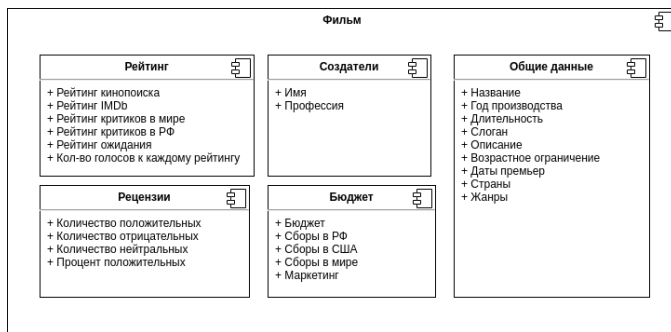 Фильм
Рейтинг
+ Рейтинг кинопоиска
+ Рейтинг IMDb
+ Рейтинг критиков в мире
+ Рейтинг критиков в РФ
+ Рейтинг ожидания
+ Кол-во голосов к каждому рейтингу
Создатели
+ Имя
+ Профессия
Общие данные
+ Название
+ Год производства
+ Длительность
+ Слоган
+ Описание
+ Возрастное ограничение
+ Даты премьер
+ Страны
+ Жанры
Рецензии
+ Количество положительных
+ Количество отрицательных
+ Количество нейтральных
+ Процент положительных
Бюджет
+ Бюджет
+ Сборы в РФ
+ Сборы в США
+ Сборы в мире
+ Маркетинг